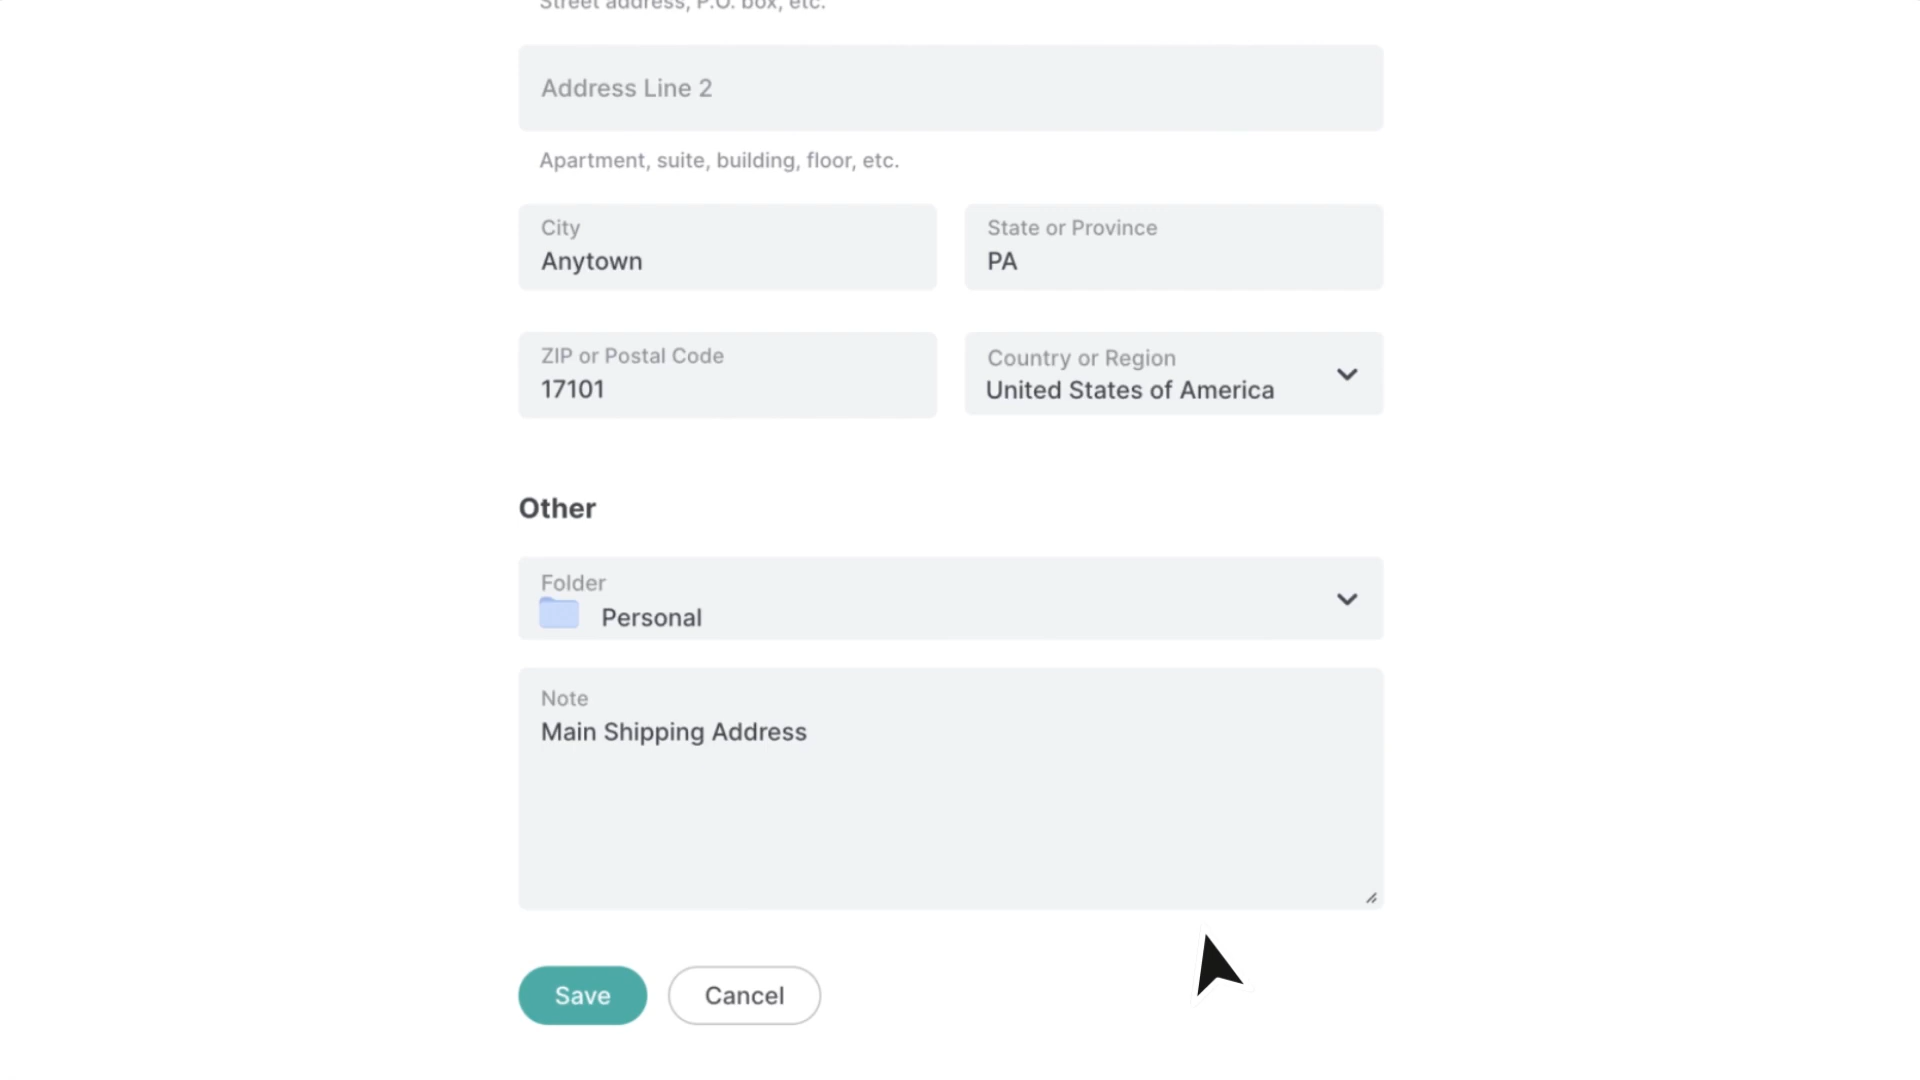 Street address, P.O. box, etc.
Address Line 2
Apartment, suite, building, floor, etc.
City
Anytown
State or Province
PA
ZIP or Postal Code
17101
Country or Region
United States of America
Other
Folder
Personal
Note
Main Shipping Address
Save
Cancel